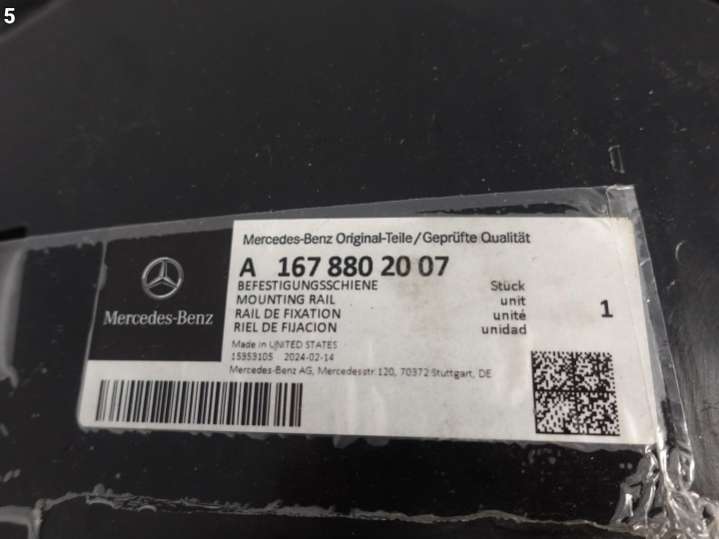 5
Mercedes-Benz Original-Teile/Geprüfte Qualität
A 167 880 20 07
BEFESTIGUNGSSCHIENE Stück
MOUNTING RAIL unit 1
RAIL DE FIXATION unité
RIEL DE FIJACION unidad
Mercedes-Benz
Made in UNITED STATES
15353105 2024-02-14
Mercedes-Benz AG, Mercedesstr.120, 70372 Stuttgart, DE